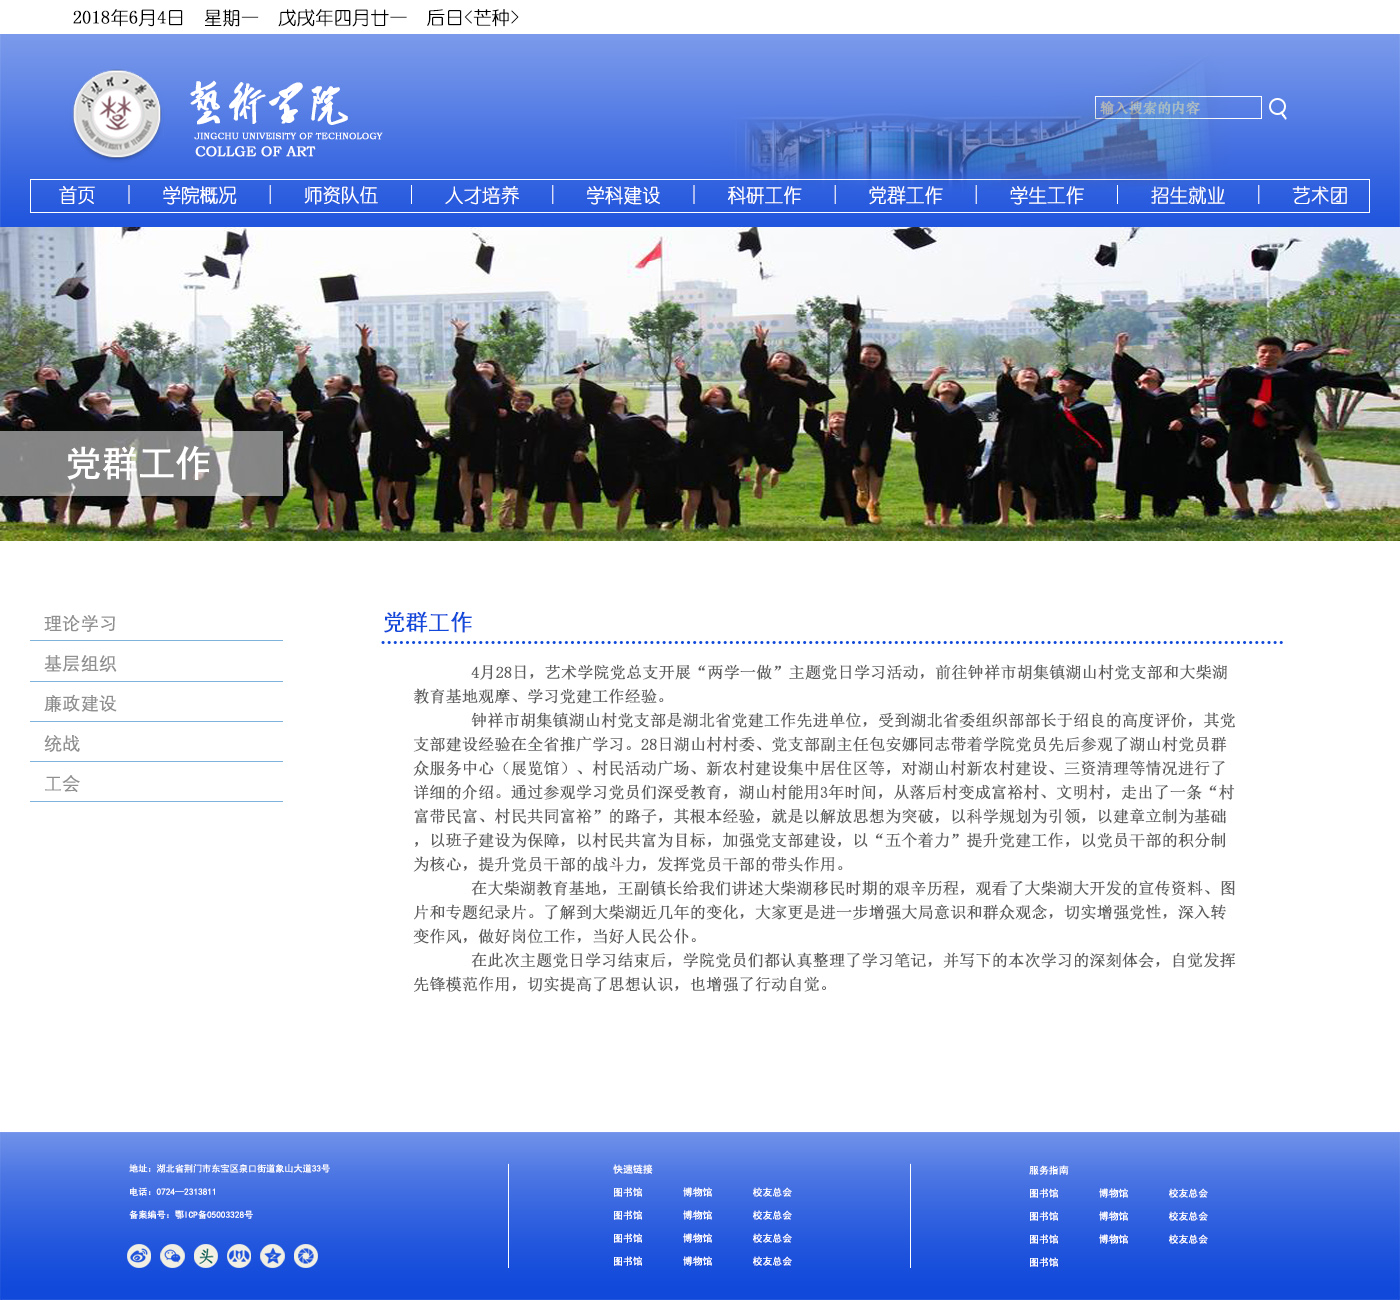 2018年6月4日 星期一 戊戌年四月廿一 后日<芒种>
藝術学院
JINGCHU UNIVEISITY OF TECHNOLOGY
COLLGE OF ART
输入搜索的内容
首页 | 学院概况 | 师资队伍 | 人才培养 | 学科建设 | 科研工作 | 党群工作 | 学生工作 | 招生就业 | 艺术团
党群工作
理论学习
基层组织
廉政建设
统战
工会
党群工作
4月28日，艺术学院党总支开展“两学一做”主题党日学习活动，前往钟祥市胡集镇湖山村党支部和大柴湖
教育基地观摩、学习党建工作经验。
钟祥市胡集镇湖山村党支部是湖北省党建工作先进单位，受到湖北省委组织部部长于绍良的高度评价，其党
支部建设经验在全省推广学习。28日湖山村村委、党支部副主任包安娜同志带着学院党员先后参观了湖山村党员群
众服务中心（展览馆）、村民活动广场、新农村建设集中居住区等，对湖山村新农村建设、三资清理等情况进行了
详细的介绍。通过参观学习党员们深受教育，湖山村能用3年时间，从落后村变成富裕村、文明村，走出了一条“村
富带民富、村民共同富裕”的路子，其根本经验，就是以解放思想为突破，以科学规划为引领，以建章立制为基础
，以班子建设为保障，以村民共富为目标，加强党支部建设，以“五个着力”提升党建工作，以党员干部的积分制
为核心，提升党员干部的战斗力，发挥党员干部的带头作用。
在大柴湖教育基地，王副镇长给我们讲述大柴湖移民时期的艰辛历程，观看了大柴湖大开发的宣传资料、图
片和专题纪录片。了解到大柴湖近几年的变化，大家更是进一步增强大局意识和群众观念，切实增强党性，深入转
变作风，做好岗位工作，当好人民公仆。
在此次主题党日学习结束后，学院党员们都认真整理了学习笔记，并写下的本次学习的深刻体会，自觉发挥
先锋模范作用，切实提高了思想认识，也增强了行动自觉。
地址：湖北省荆门市东宝区泉口街道象山大道33号
电话：0724—2313811
备案编号：鄂ICP备05003328号
头
快速链接
图书馆 博物馆 校友总会
图书馆 博物馆 校友总会
图书馆 博物馆 校友总会
图书馆 博物馆 校友总会
服务指南
图书馆 博物馆 校友总会
图书馆 博物馆 校友总会
图书馆 博物馆 校友总会
图书馆